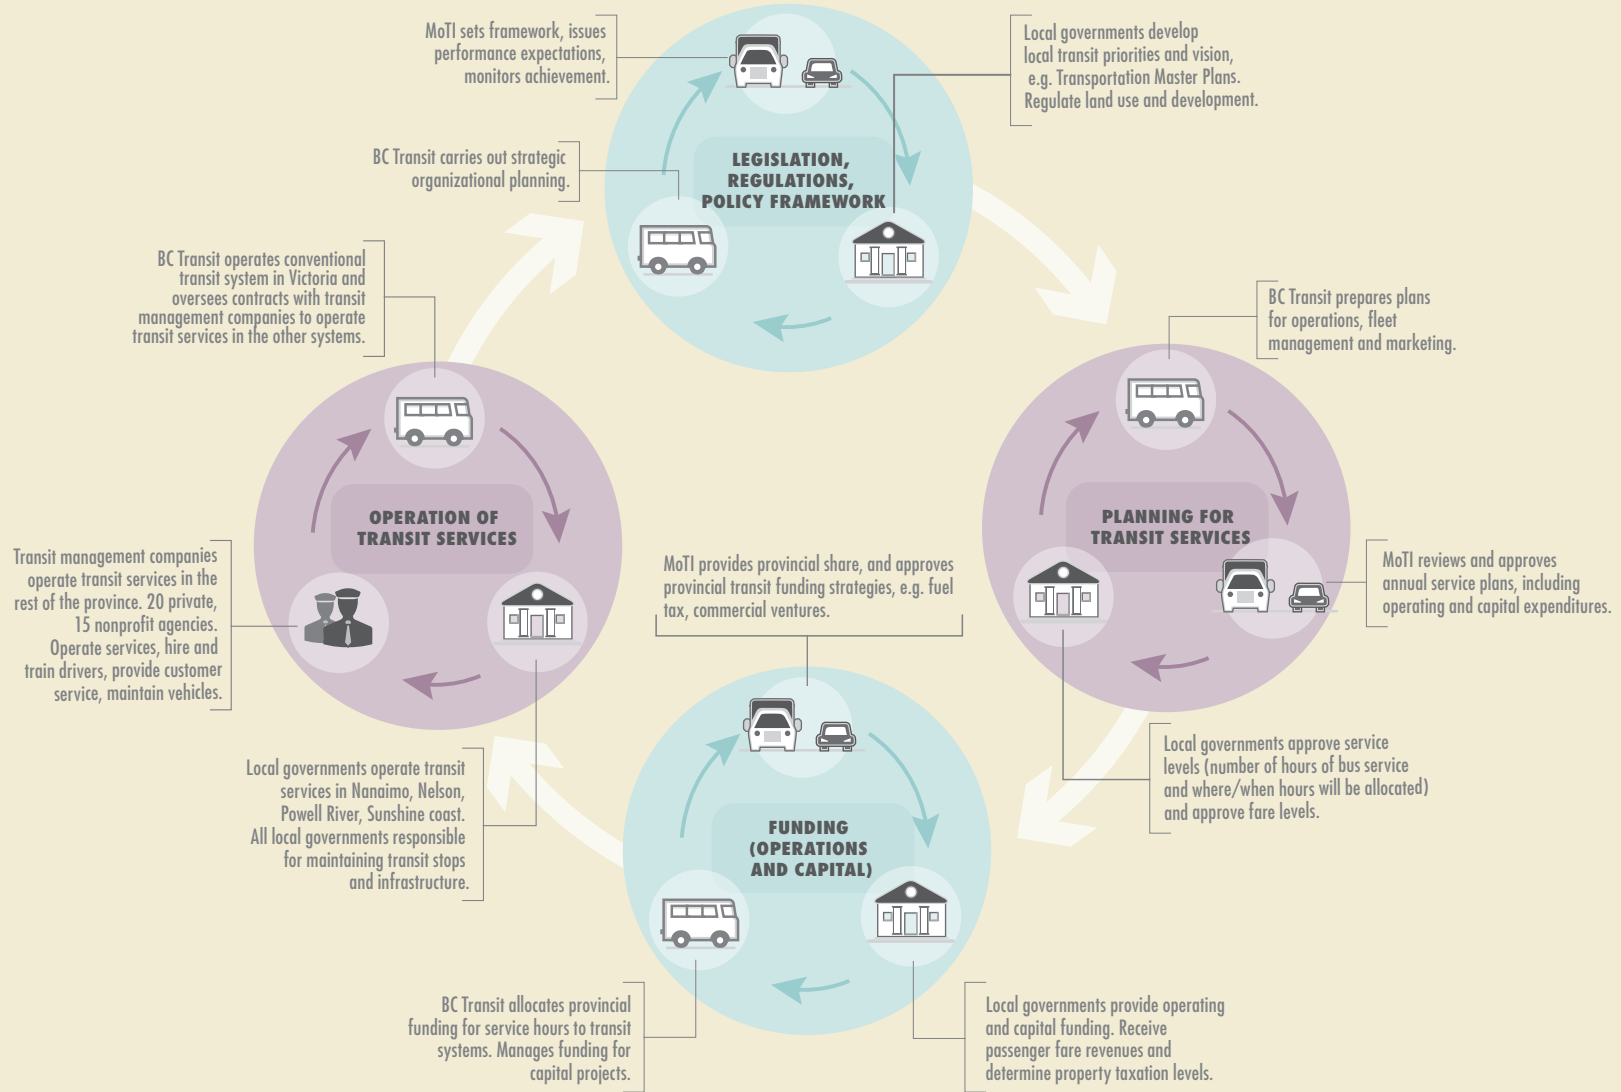 MoTI sets framework, issues
performance expectations,
monitors achievement.
Local governments develop
local transit priorities and vision,
e.g. Transportation Master Plans.
Regulate land use and development.
BC Transit carries out strategic
organizational planning.
LEGISLATION,
REGULATIONS,
POLICY FRAMEWORK
BC Transit operates conventional
transit system in Victoria and
oversees contracts with transit
management companies to operate
transit services in the other systems.
BC Transit prepares plans
for operations, fleet
management and marketing.
OPERATION OF
TRANSIT SERVICES
PLANNING FOR
TRANSIT SERVICES
Transit management companies
operate transit services in the
rest of the province. 20 private,
15 nonprofit agencies.
Operate services, hire and
train drivers, provide customer
service, maintain vehicles.
MoTI provides provincial share, and approves
provincial transit funding strategies, e.g. fuel
tax, commercial ventures.
MoTI reviews and approves
annual service plans, including
operating and capital expenditures.
Local governments operate transit
services in Nanaimo, Nelson,
Powell River, Sunshine coast.
All local governments responsible
for maintaining transit stops
and infrastructure.
Local governments approve service
levels (number of hours of bus service
and where/when hours will be allocated)
and approve fare levels.
FUNDING
(OPERATIONS
AND CAPITAL)
BC Transit allocates provincial
funding for service hours to transit
systems. Manages funding for
capital projects.
Local governments provide operating
and capital funding. Receive
passenger fare revenues and
determine property taxation levels.